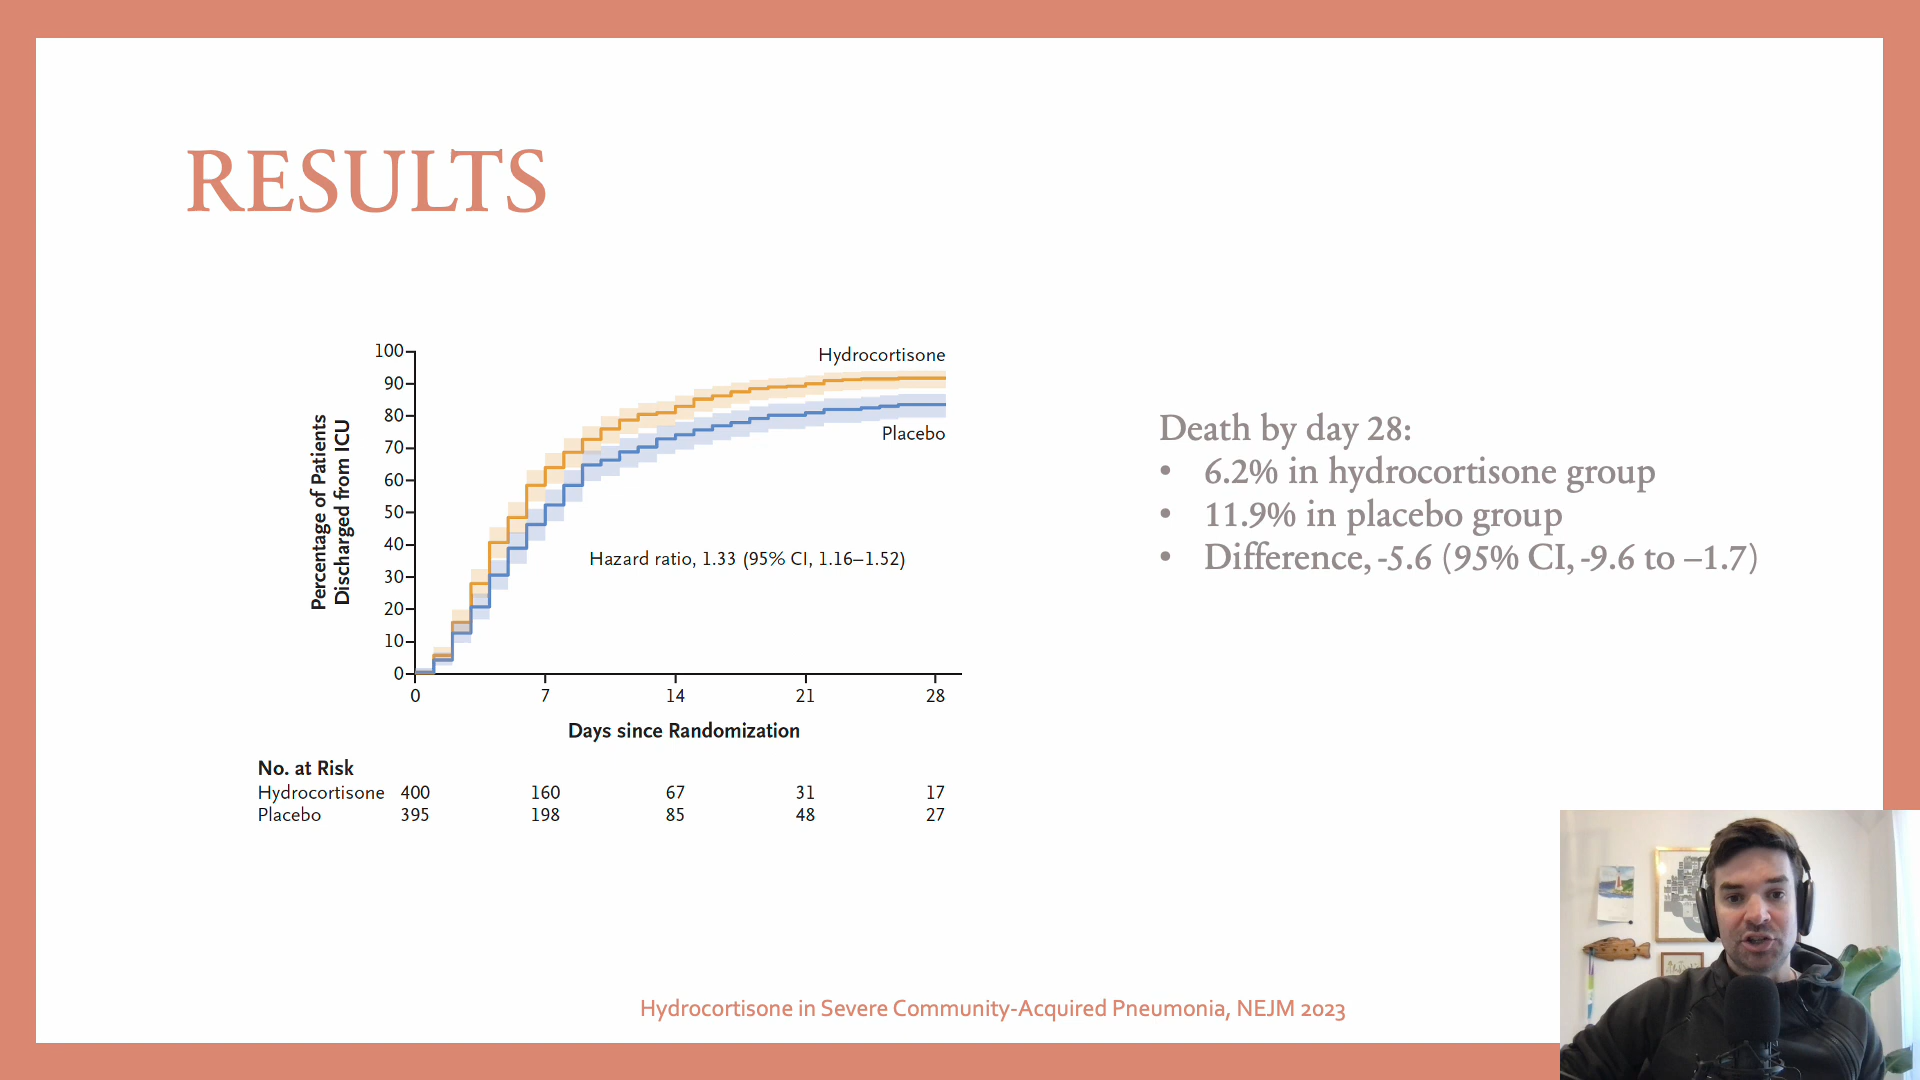 RESULTS
Percentage of Patients
Discharged from ICU
100
90
80
70
60
50
40
30
20
10
0
Hydrocortisone
Placebo
Hazard ratio, 1.33 (95% CI, 1.16–1.52)
0 7 14 21 28
Days since Randomization
No. at Risk
Hydrocortisone 400 160 67 31 17
Placebo 395 198 85 48 27
Death by day 28:
• 6.2% in hydrocortisone group
• 11.9% in placebo group
• Difference, -5.6 (95% CI, -9.6 to –1.7)
Hydrocortisone in Severe Community-Acquired Pneumonia, NEJM 2023